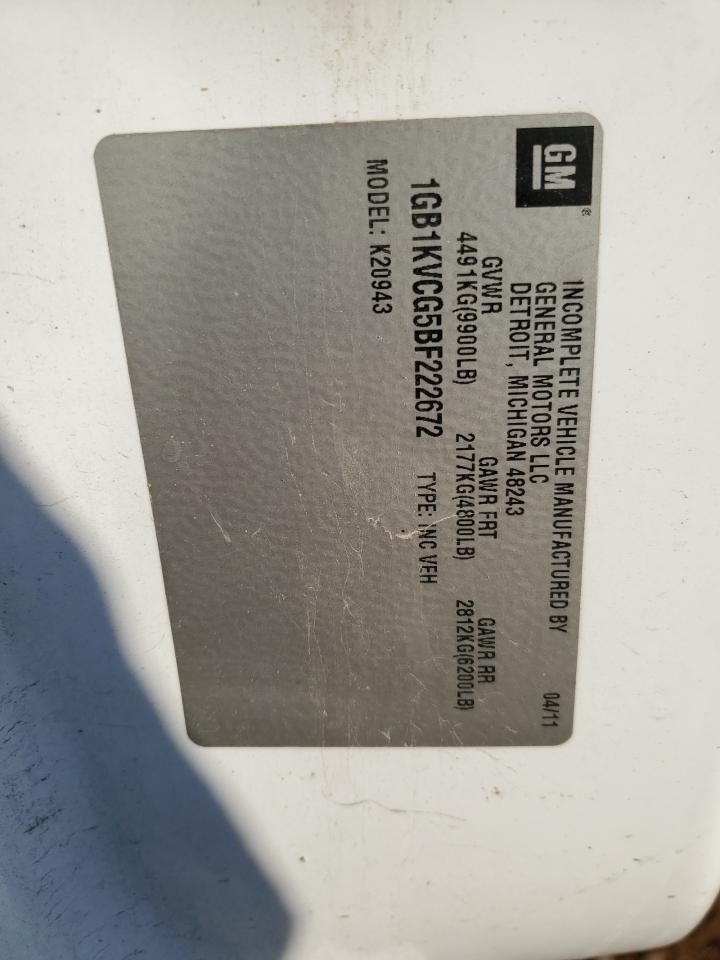 GM®
INCOMPLETE VEHICLE MANUFACTURED BY
GENERAL MOTORS LLC
DETROIT, MICHIGAN 48243
04/11
GVWR GAWR FRT GAWR RR
4491KG(9900LB) 2177KG(4800LB) 2812KG(6200LB)
1GB1KVCG5BF222672 TYPE: INC VEH
MODEL: K20943